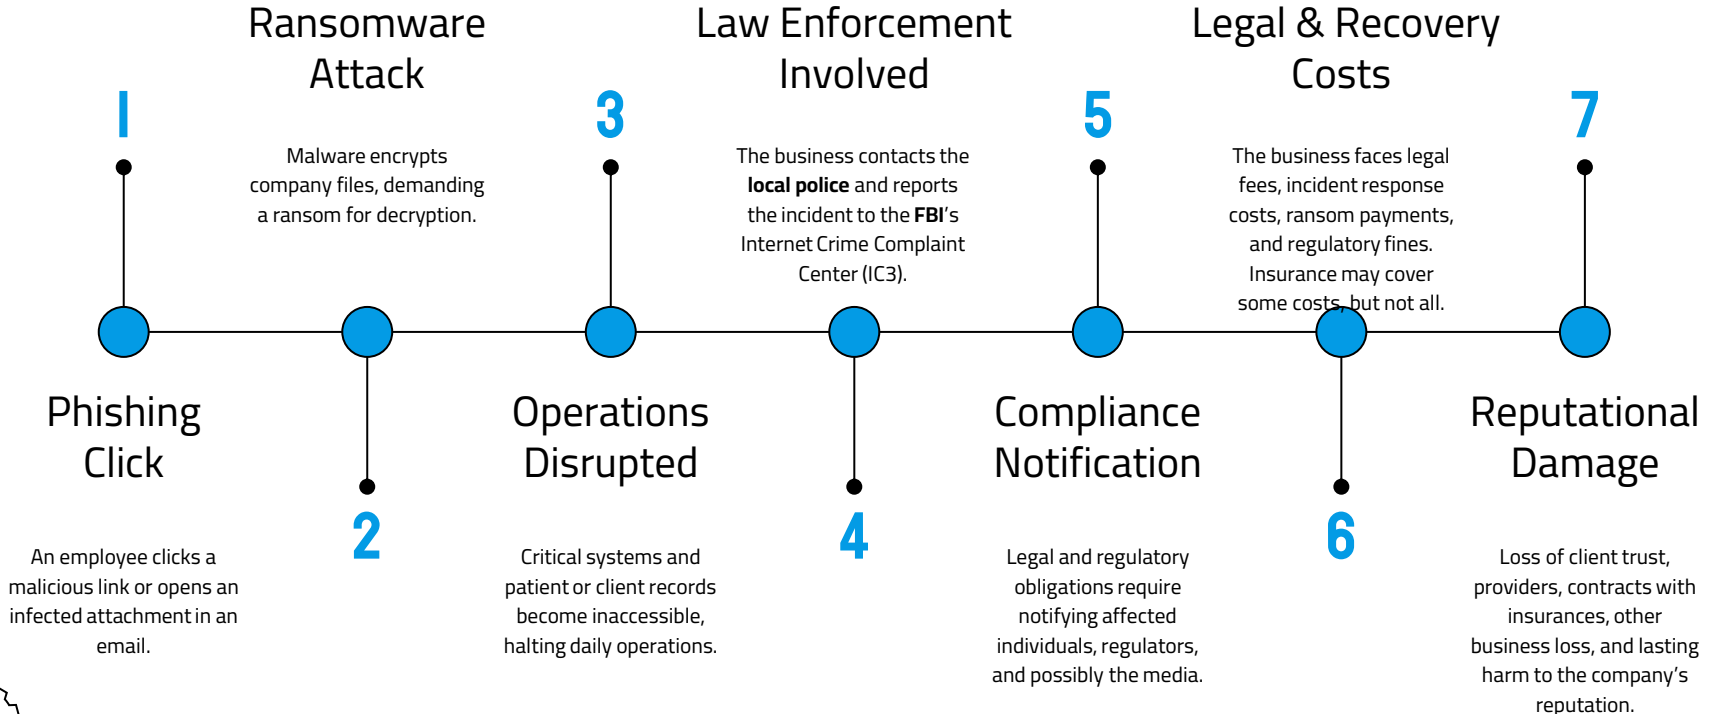 1
Phishing
Click
An employee clicks a
malicious link or opens an
infected attachment in an
email.
Ransomware
Attack
Malware encrypts
company files, demanding
a ransom for decryption.
2
3
Operations
Disrupted
Critical systems and
patient or client records
become inaccessible,
halting daily operations.
Law Enforcement
Involved
The business contacts the
local police and reports
the incident to the FBI's
Internet Crime Complaint
Center (IC3).
4
5
Compliance
Notification
Legal and regulatory
obligations require
notifying affected
individuals, regulators,
and possibly the media.
Legal & Recovery
Costs
The business faces legal
fees, incident response
costs, ransom payments,
and regulatory fines.
Insurance may cover
some costs, but not all.
6
7
Reputational
Damage
Loss of client trust,
providers, contracts with
insurances, other
business loss, and lasting
harm to the company's
reputation.